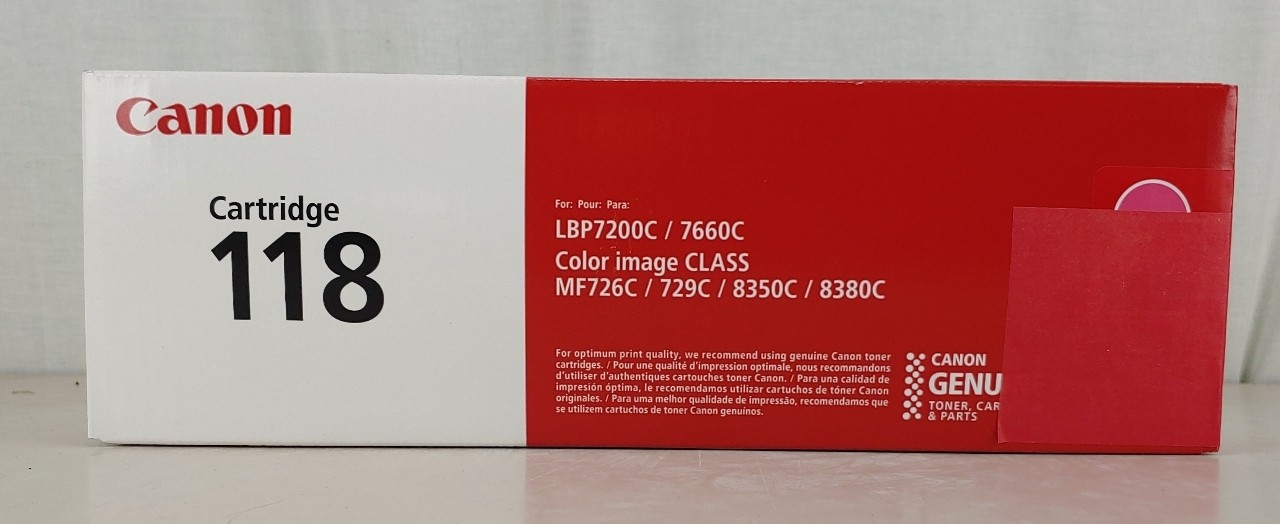 Canon
Cartridge
118
For: Pour: Para:
LBP7200C / 7660C
Color image CLASS
MF726C / 729C / 8350C / 8380C
For optimum print quality, we recommend using genuine Canon toner
cartridges. / Pour une qualité d'impression optimale, nous recommandons
d'utiliser d'authentiques cartouches toner Canon. / Para una calidad de
impresión óptima, le recomendamos utilizar cartuchos de tóner Canon
originales. / Para uma melhor qualidade de impressão, recomendamos que
se utilizem cartuchos de toner Canon genuínos.
CANON
GENU
TONER, CAR
& PARTS